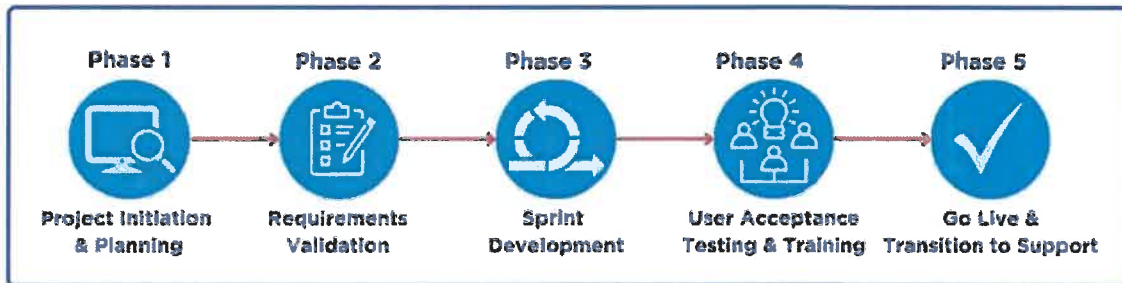 Phase 1
Phase 2
Phase 3
Phase 4
Phase 5
Project Initiation
& Planning
Requirements
Validation
Sprint
Development
User Acceptance
Testing & Training
Go Live &
Transition to Support